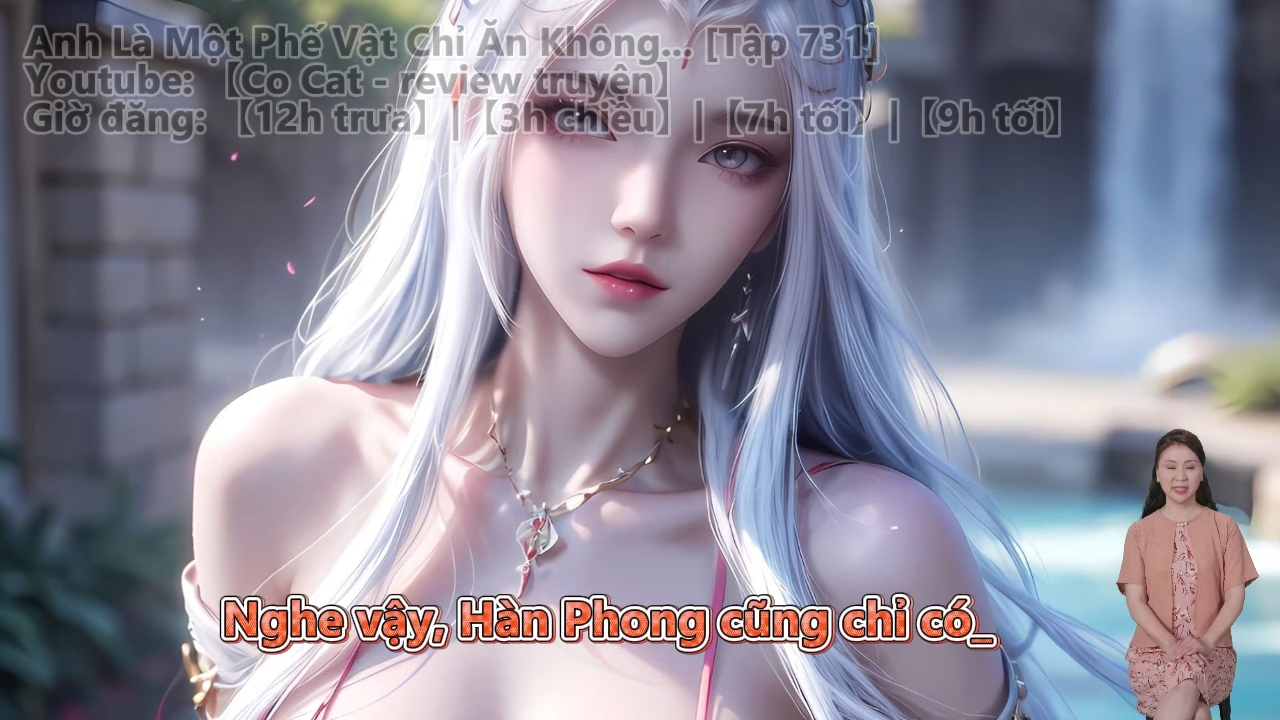 Anh Là Một Phế Vật Chỉ Ăn Không... [Tập 731]
Youtube: 【Co Cat - review truyện】
Giờ đăng: 【12h trưa】 | 【3h chiều】 | 【7h tối】 | 【9h tối】
Nghe vậy, Hàn Phong cũng chỉ có_